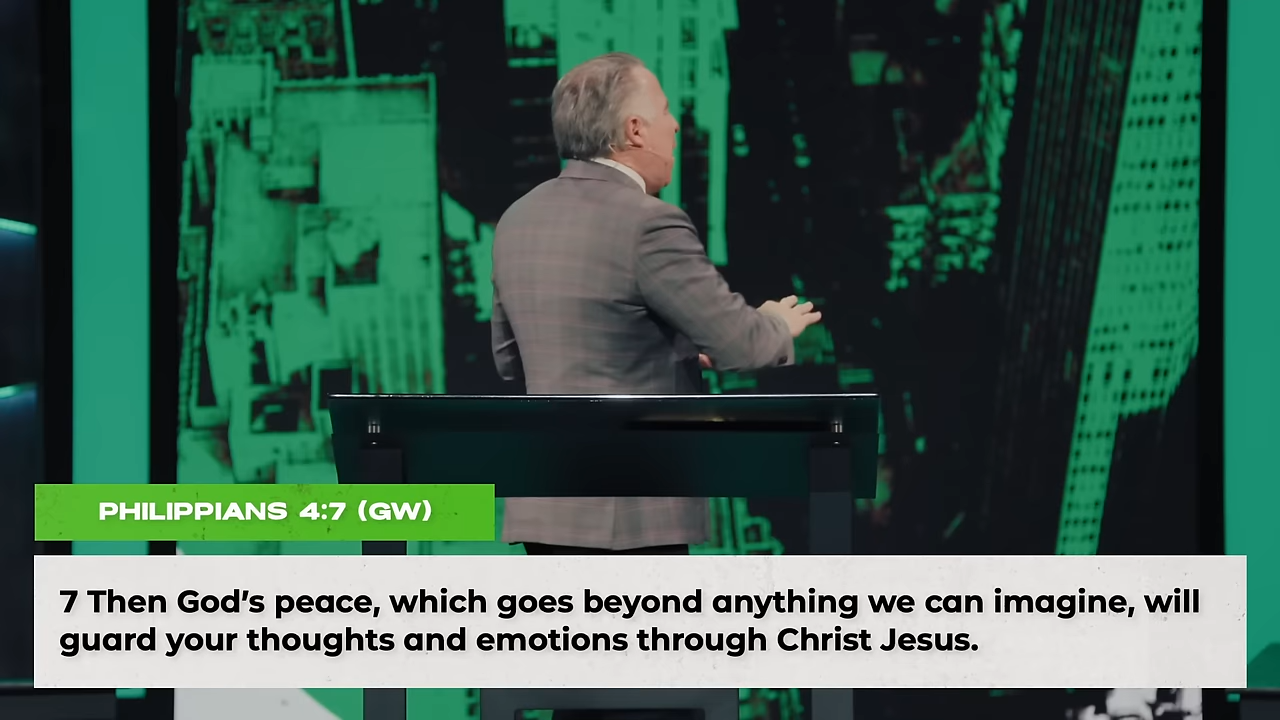 PHILIPPIANS 4:7 (GW)
7 Then God's peace, which goes beyond anything we can imagine, will
guard your thoughts and emotions through Christ Jesus.